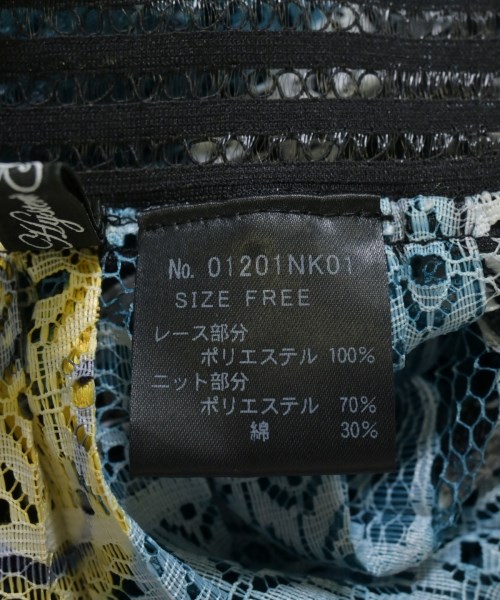 No. 01201NK01
SIZE FREE
レース部分
ポリエステル 100%
ニット部分
ポリエステル 70%
綿 30%